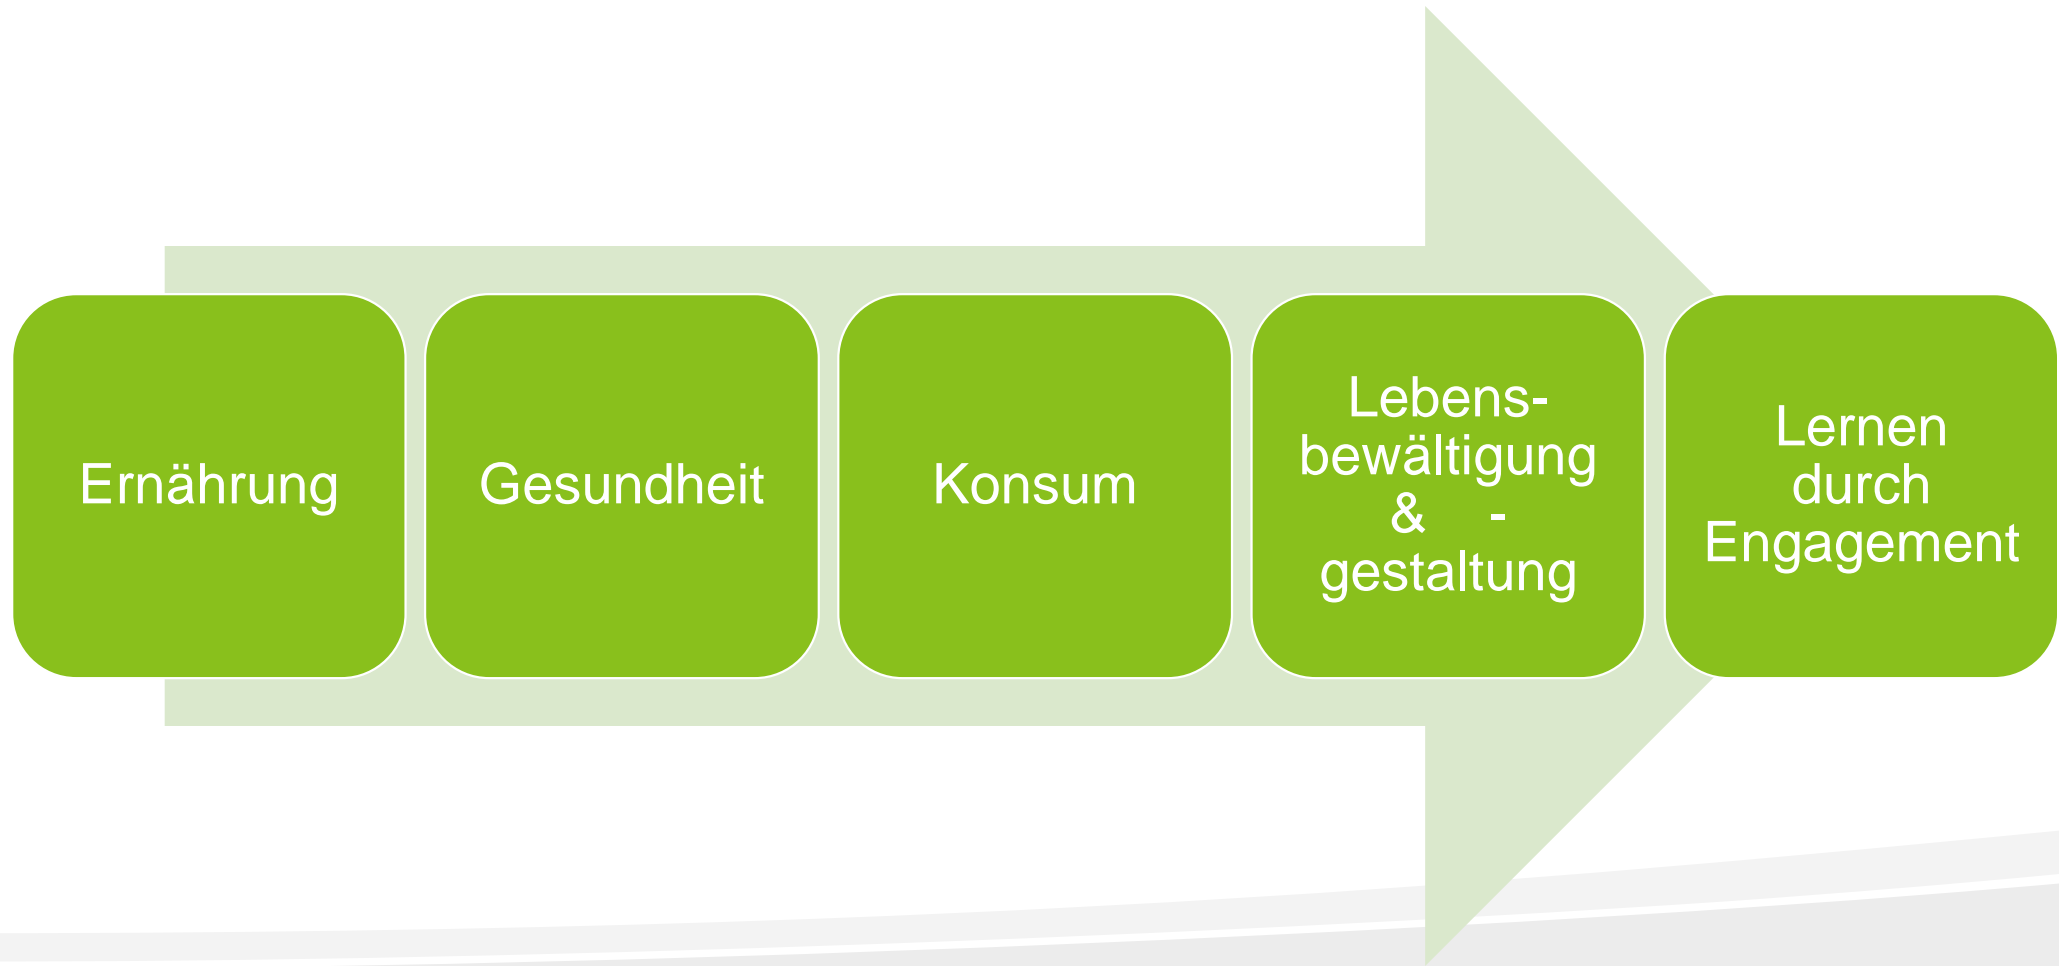 Ernährung
Gesundheit
Konsum
Lebens-
bewältigung
& -
gestaltung
Lernen
durch
Engagement